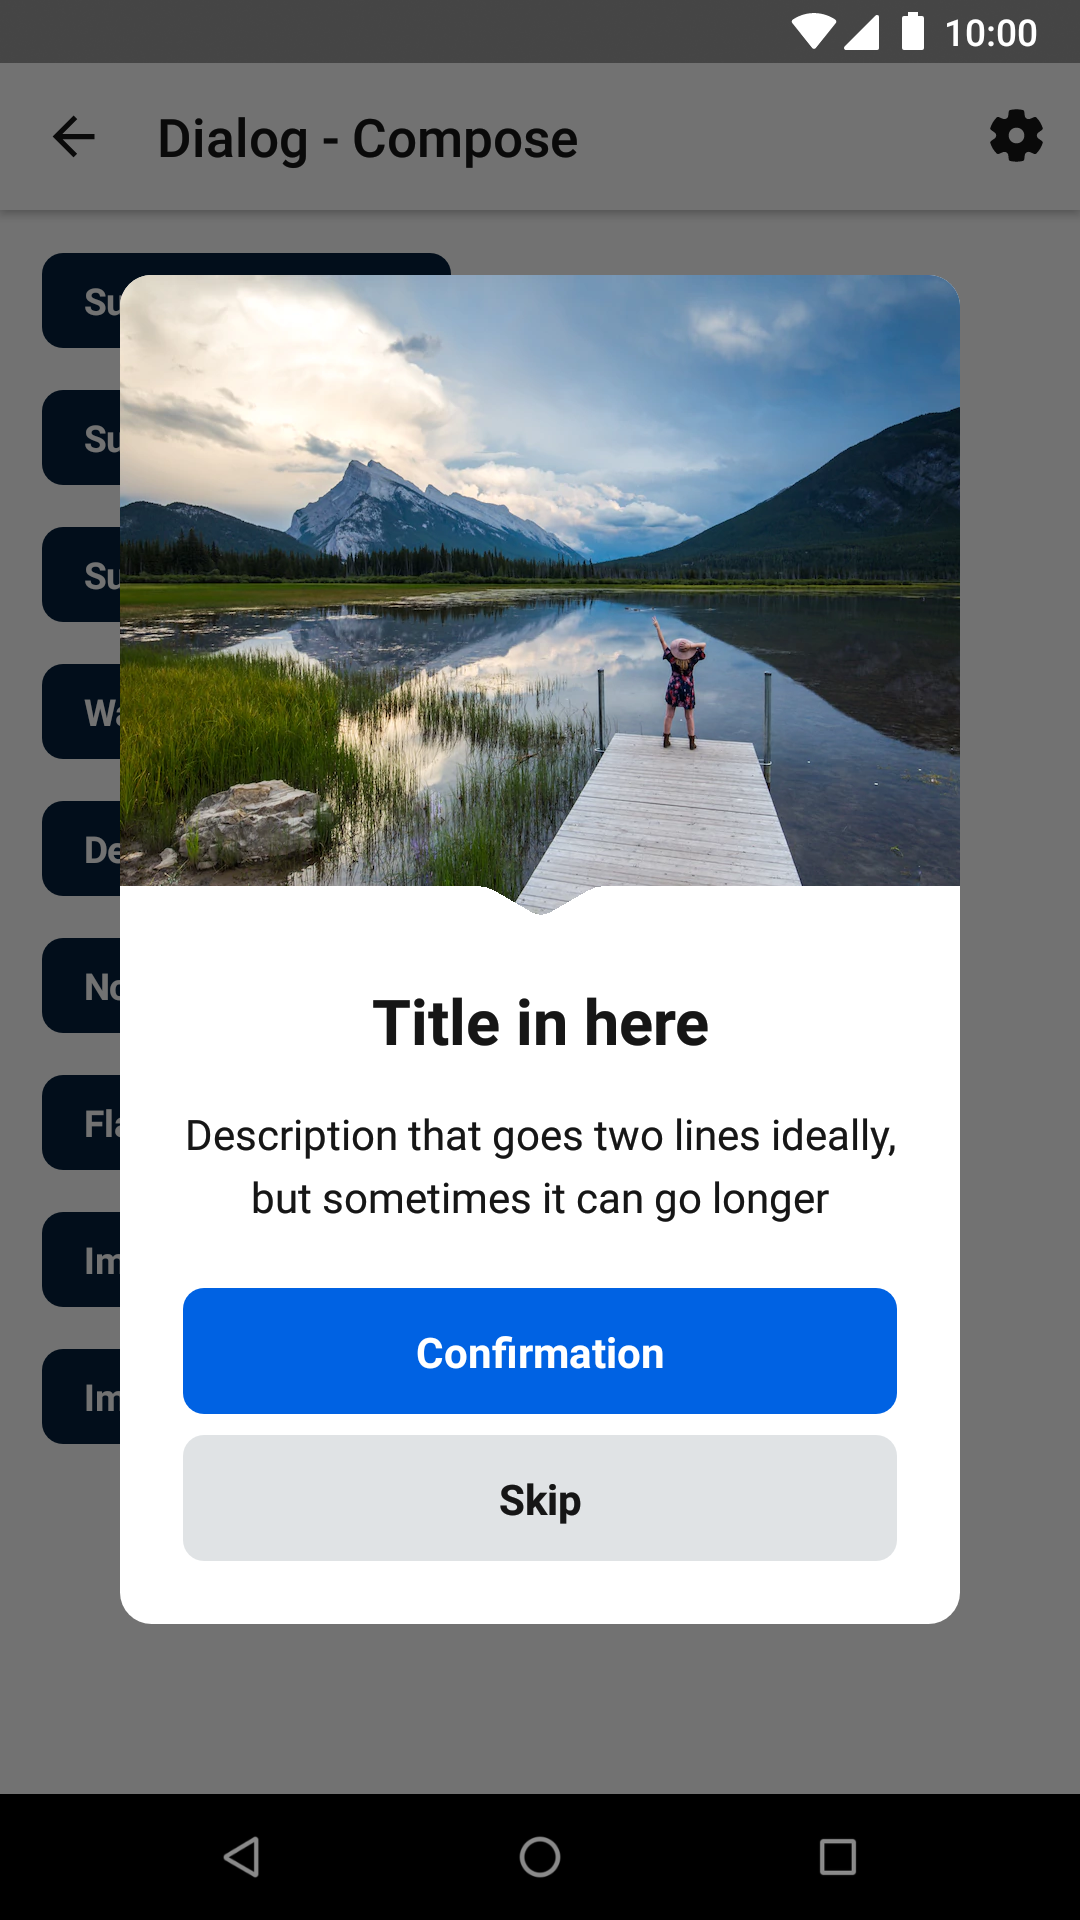 10:00
Dialog - Compose
Su
Su
Su
Wa
De
No
Fla
Im
Im
Title in here
Description that goes two lines ideally,
but sometimes it can go longer
Confirmation
Skip